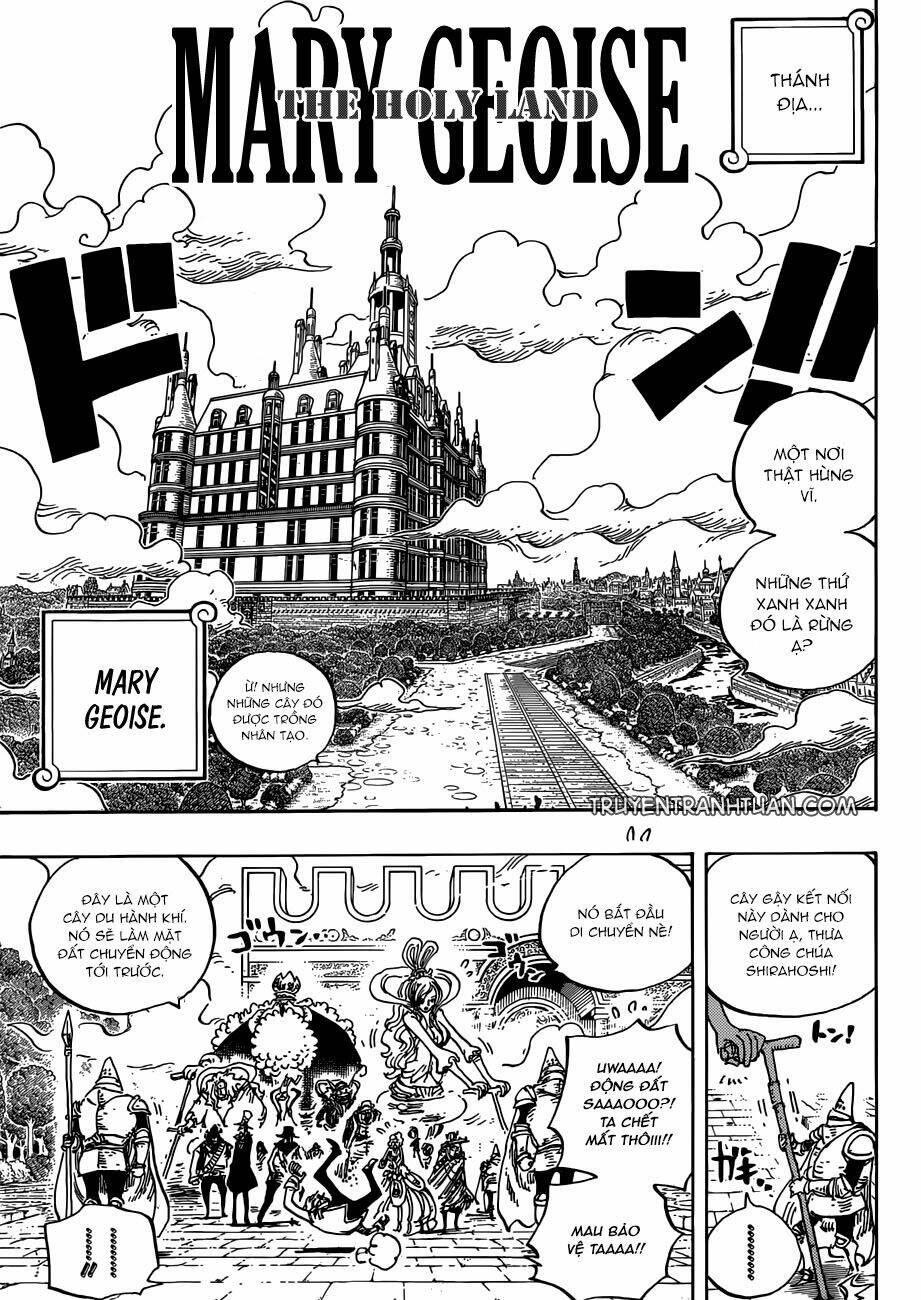 MARY GEOISE
THE HOLY LAND
THÁNH
ĐỊA...
ドン!!
MỘT NƠI
THẬT HÙNG
VĨ.
NHỮNG THỨ
XANH XANH
ĐÓ LÀ RỪNG
Ạ?
Ừ! NHƯNG
NHỮNG CÂY ĐÓ
ĐƯỢC TRỒNG
NHÂN TẠO.
MARY
GEOISE.
TRUYENTRANHTUAN.COM
CÂY GẬY KẾT NỐI
NÀY DÀNH CHO
NGƯỜI Ạ, THƯA
CÔNG CHÚA
SHIRAHOSHI!
トン!
ガキッ...
NÓ BẮT ĐẦU
DI CHUYỂN NÈ!
ゴウン...
ĐÂY LÀ MỘT
CÂY DU HÀNH KHÍ.
NÓ SẼ LÀM MẶT
ĐẤT CHUYỂN ĐỘNG
TỚI TRƯỚC.
UWAAAA!
ĐỘNG ĐẤT
SAAAOOO?!
TA CHẾT
MẤT THÔIII!!
MAU BẢO
VỆ TAAAA!!